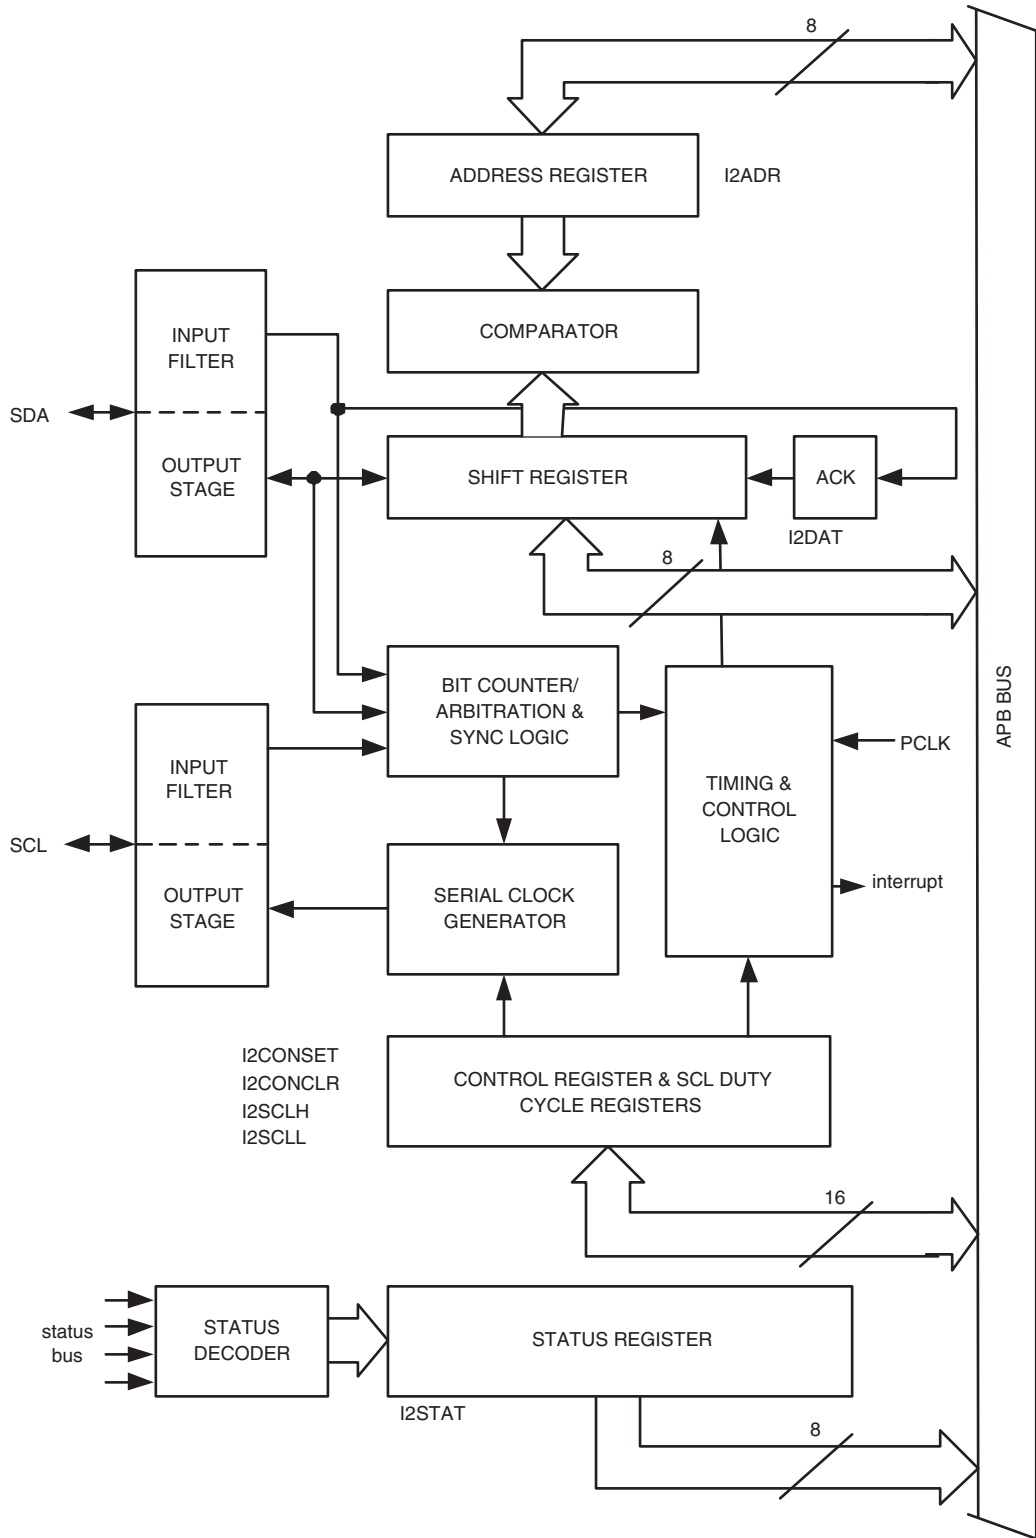 8
ADDRESS REGISTER
I2ADR
COMPARATOR
INPUT
FILTER
SDA
OUTPUT
STAGE
SHIFT REGISTER
ACK
I2DAT
8
BIT COUNTER/
ARBITRATION &
SYNC LOGIC
APB BUS
PCLK
INPUT
FILTER
TIMING &
CONTROL
LOGIC
SCL
OUTPUT
STAGE
SERIAL CLOCK
GENERATOR
interrupt
I2CONSET
I2CONCLR
I2SCLH
I2SCLL
CONTROL REGISTER & SCL DUTY
CYCLE REGISTERS
16
status
bus
STATUS
DECODER
STATUS REGISTER
I2STAT
8